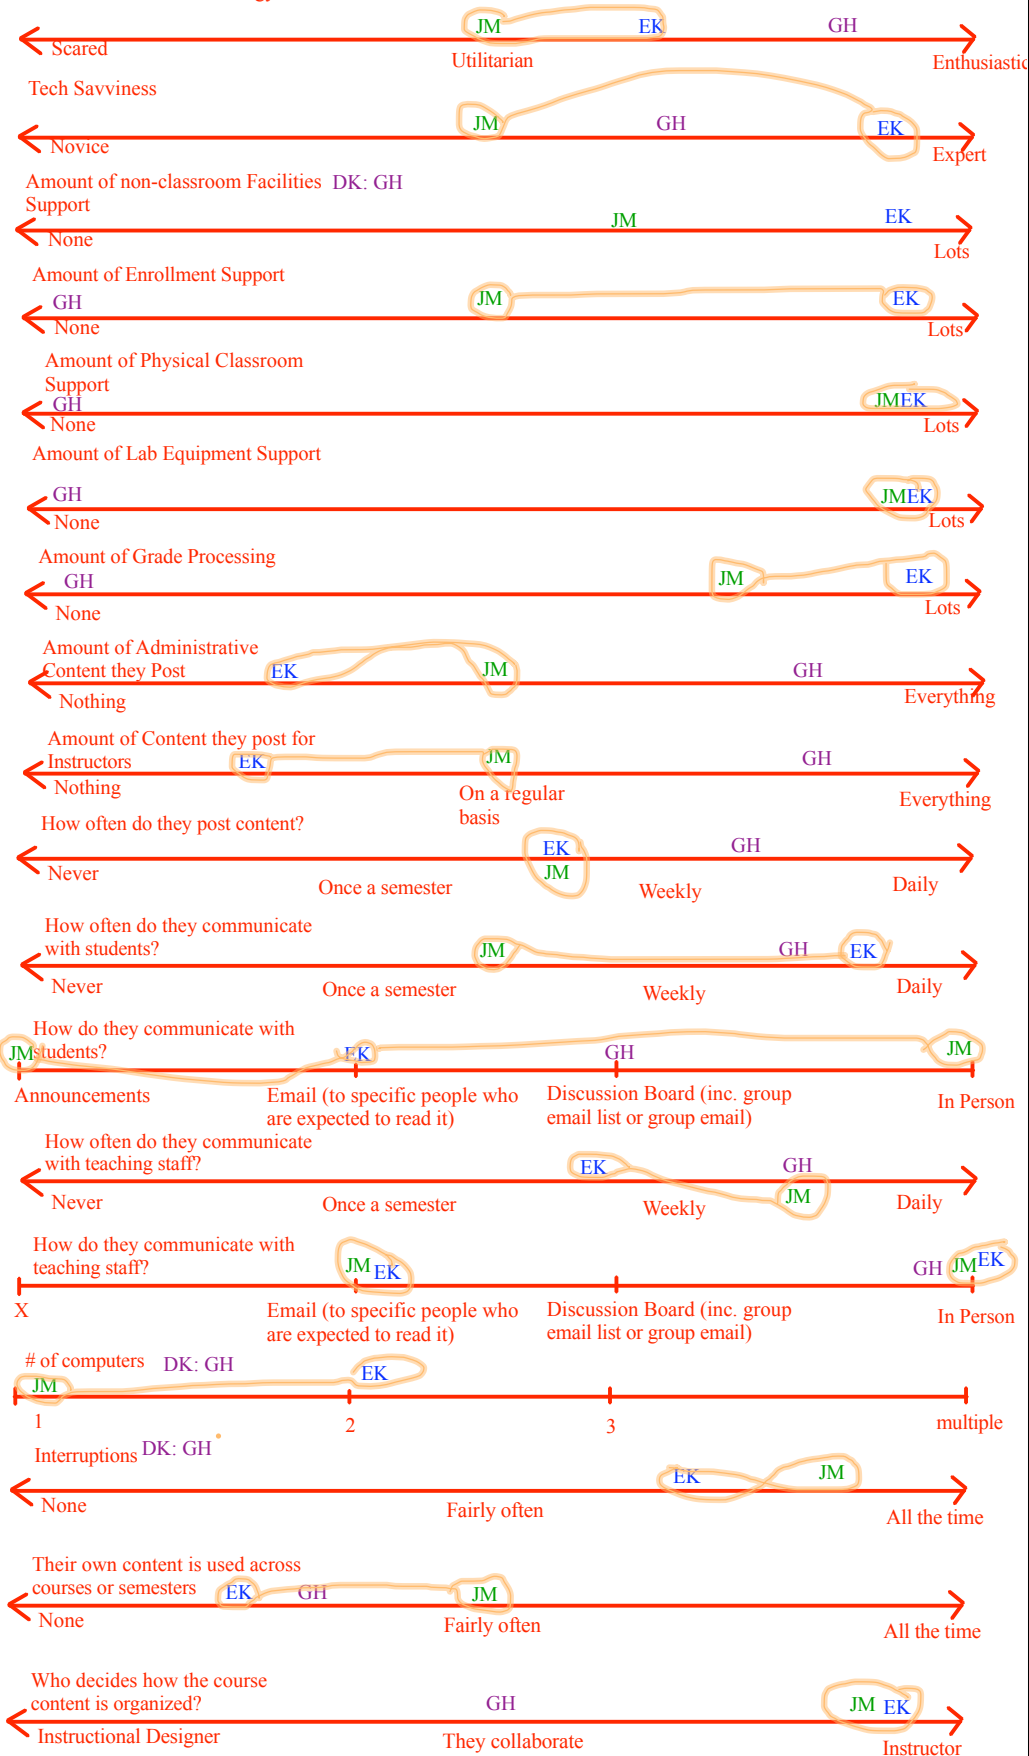 JM EK GH
Scared
Utilitarian
Enthusiastic
Tech Savviness
JM GH EK
Novice
Expert
Amount of non-classroom Facilities DK: GH
Support
JM EK
None
Lots
Amount of Enrollment Support
GH JM EK
None
Lots
Amount of Physical Classroom
Support
GH JM EK
None
Lots
Amount of Lab Equipment Support
GH JM EK
None
Lots
Amount of Grade Processing
GH JM EK
None
Lots
Amount of Administrative
Content they Post
EK JM GH
Nothing
Everything
Amount of Content they post for
Instructors
EK JM GH
Nothing
On a regular
basis
Everything
How often do they post content?
EK GH
JM
Never
Once a semester
Weekly
Daily
How often do they communicate
with students?
JM GH EK
Never
Once a semester
Weekly
Daily
How do they communicate with
students?
JM EK GH JM
Announcements
Email (to specific people who
are expected to read it)
Discussion Board (inc. group
email list or group email)
In Person
How often do they communicate
with teaching staff?
EK GH
JM
Never
Once a semester
Weekly
Daily
How do they communicate with
teaching staff?
JM EK GH JM EK
X
Email (to specific people who
are expected to read it)
Discussion Board (inc. group
email list or group email)
In Person
# of computers DK: GH
JM EK
1
2
3
multiple
Interruptions DK: GH
EK JM
None
Fairly often
All the time
Their own content is used across
courses or semesters
EK GH JM
None
Fairly often
All the time
Who decides how the course
content is organized?
GH JM EK
Instructional Designer
They collaborate
Instructor